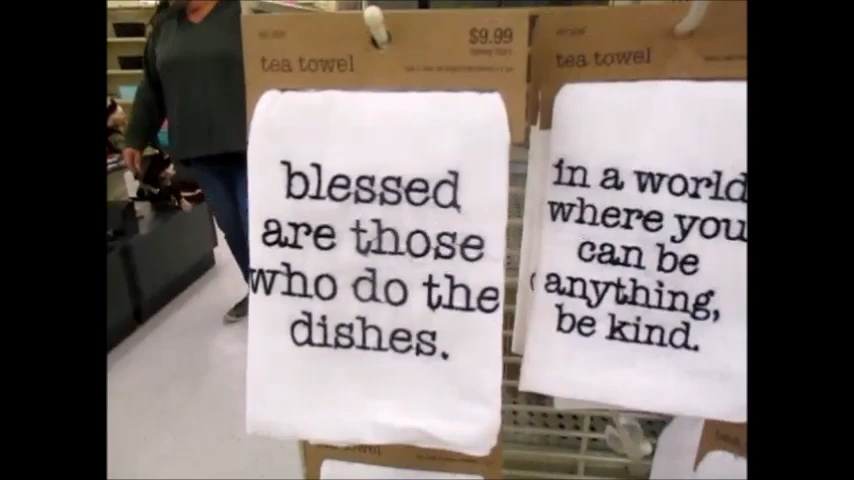 $9.99
tea towel
blessed
are those
who do the
dishes.
tea towel
in a world
where you
can be
anything,
be kind.